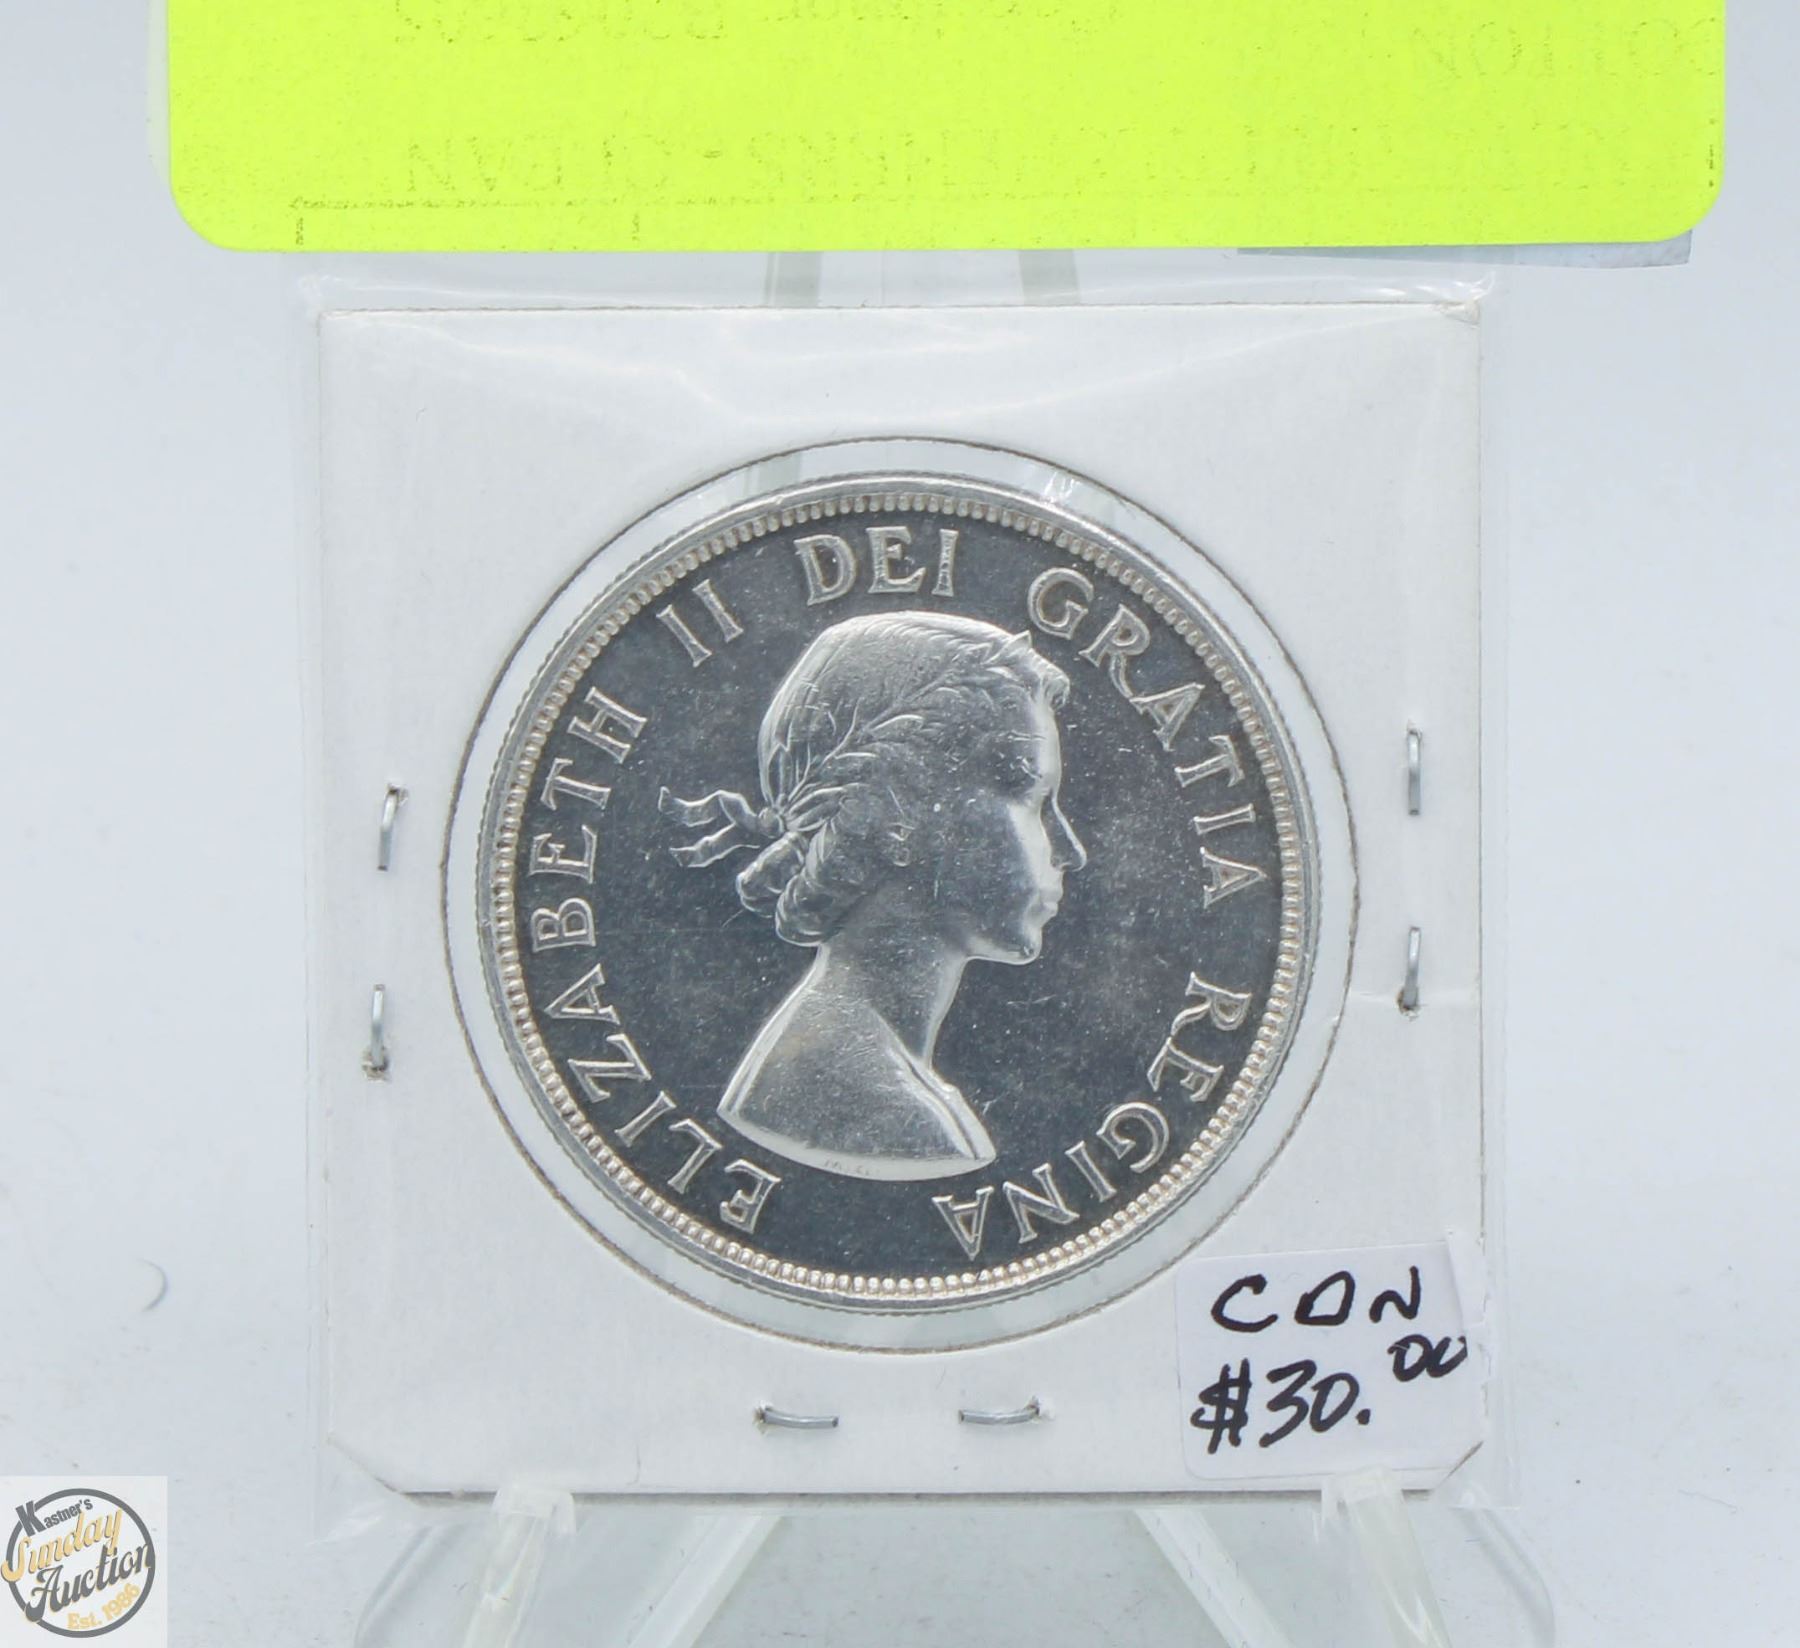 ELIZABETH II DEI GRATIA REGINA
CDN
$30.00
Kastner's
Sunday
Auction
Est. 1986